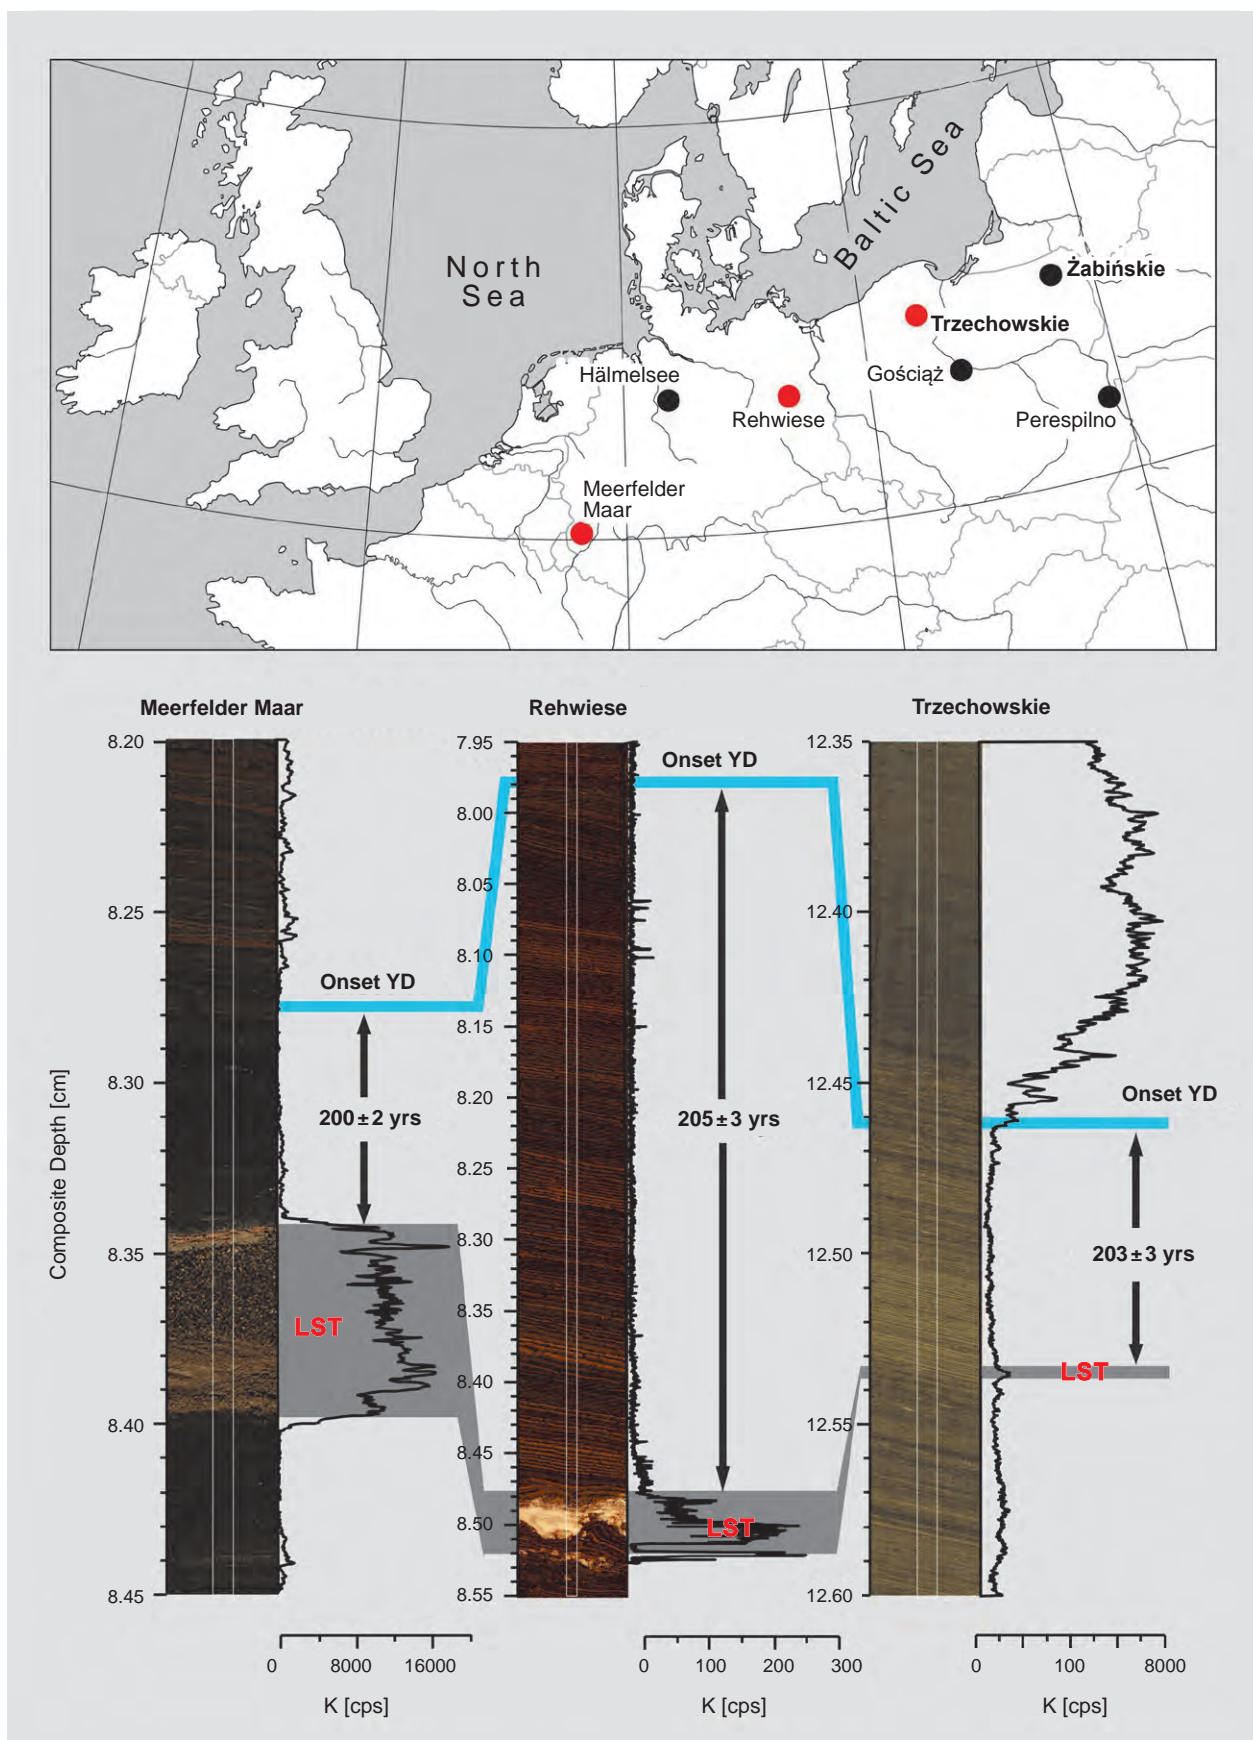 North
Sea
Baltic Sea
Żabińskie
Trzechowskie
Hälmelsee
Gościąż
Rehwiese
Perespilno
Meerfelder
Maar
Meerfelder Maar
Rehwiese
Trzechowskie
8.20
8.25
8.30
8.35
8.40
8.45
Composite Depth [cm]
Onset YD
200 ± 2 yrs
LST
7.95
8.00
8.05
8.10
8.15
8.20
8.25
8.30
8.35
8.40
8.45
8.50
8.55
Onset YD
205 ± 3 yrs
LST
12.35
12.40
12.45
12.50
12.55
12.60
Onset YD
203 ± 3 yrs
LST
0 8000 16000
K [cps]
0 100 200 300
K [cps]
0 100 8000
K [cps]